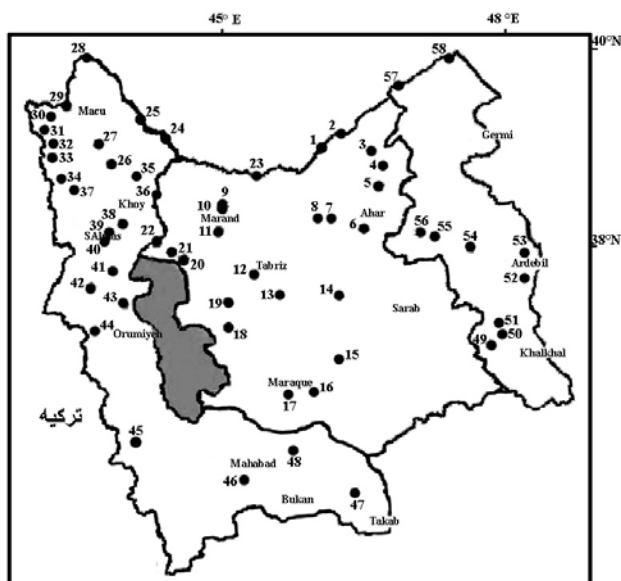 45° E
48° E
40°N
28
58
57
29
Macu
30
25
31
24
2
Germi
32
27
1
3
33
26
4
34
35
23
5
37
36
9
Khoy
10
38
Marand
8 7
Ahar
39
22
11
6
56
55
38°N
SAlmas
40
21
54
53
20
Ardebil
41
12
Tabriz
52
42
13
14
43
19
Sarab
51
44
Orumiyeh
18
49
50
15
Khalkhal
Maraque
16
17
ترکیه
45
Mahabad
48
46
47
Bukan
Takab